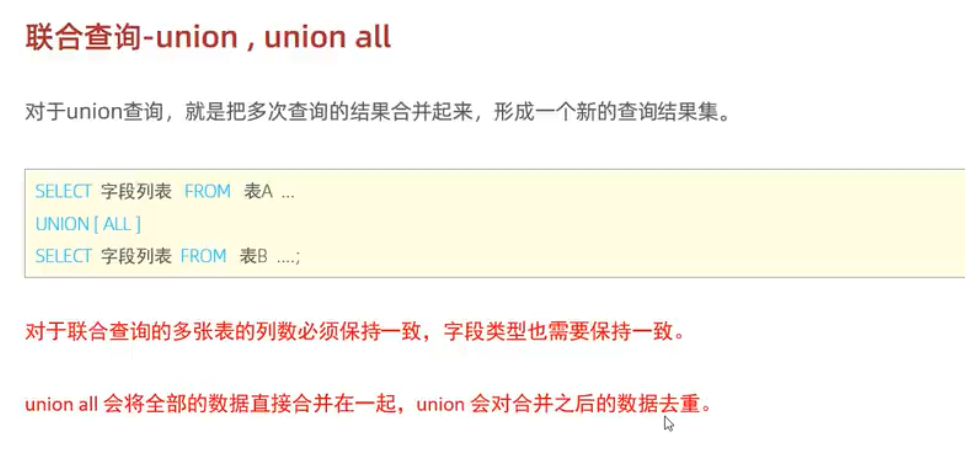 联合查询-union , union all
对于union查询，就是把多次查询的结果合并起来，形成一个新的查询结果集。
SELECT 字段列表 FROM 表A ...
UNION [ ALL ]
SELECT 字段列表 FROM 表B ....;
对于联合查询的多张表的列数必须保持一致，字段类型也需要保持一致。
union all 会将全部的数据直接合并在一起，union 会对合并之后的数据去重。